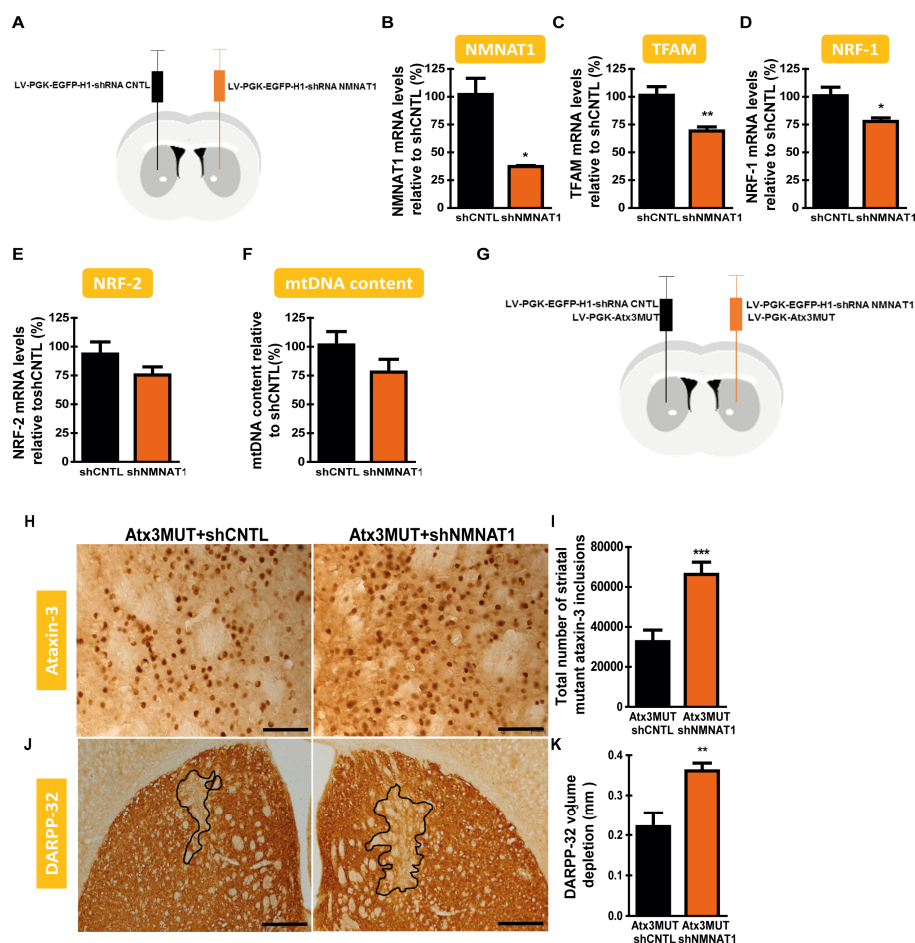 A
LV-PGK-EGFP-H1-shRNA CNTL
LV-PGK-EGFP-H1-shRNA NMNAT1
B
NMNAT1
NMNAT1 mRNA levels
relative to shCNTL (%)
125
100
75
50
25
0
*
shCNTL shNMNAT1
C
TFAM
TFAM mRNA levels
relative to shCNTL (%)
125
100
75
50
25
0
**
shCNTL shNMNAT1
D
NRF-1
NRF-1 mRNA levels
relative to shCNTL (%)
125
100
75
50
25
0
*
shCNTL shNMNAT1
E
NRF-2
NRF-2 mRNA levels
relative toshCNTL (%)
125
100
75
50
25
0
shCNTL shNMNAT1
F
mtDNA content
mtDNA content relative
to shCNTL(%)
125
100
75
50
25
0
shCNTL shNMNAT1
G
LV-PGK-EGFP-H1-shRNA CNTL
LV-PGK-Atx3MUT
LV-PGK-EGFP-H1-shRNA NMNAT1
LV-PGK-Atx3MUT
H
Atx3MUT+shCNTL
Atx3MUT+shNMNAT1
Ataxin-3
I
Total number of striatal
mutant ataxin-3 inclusions
80000
60000
40000
20000
0
***
Atx3MUT Atx3MUT
shCNTL shNMNAT1
J
DARPP-32
K
DARPP-32 volume
depletion (mm )
0.4
0.3
0.2
0.1
0.0
**
Atx3MUT Atx3MUT
shCNTL shNMNAT1